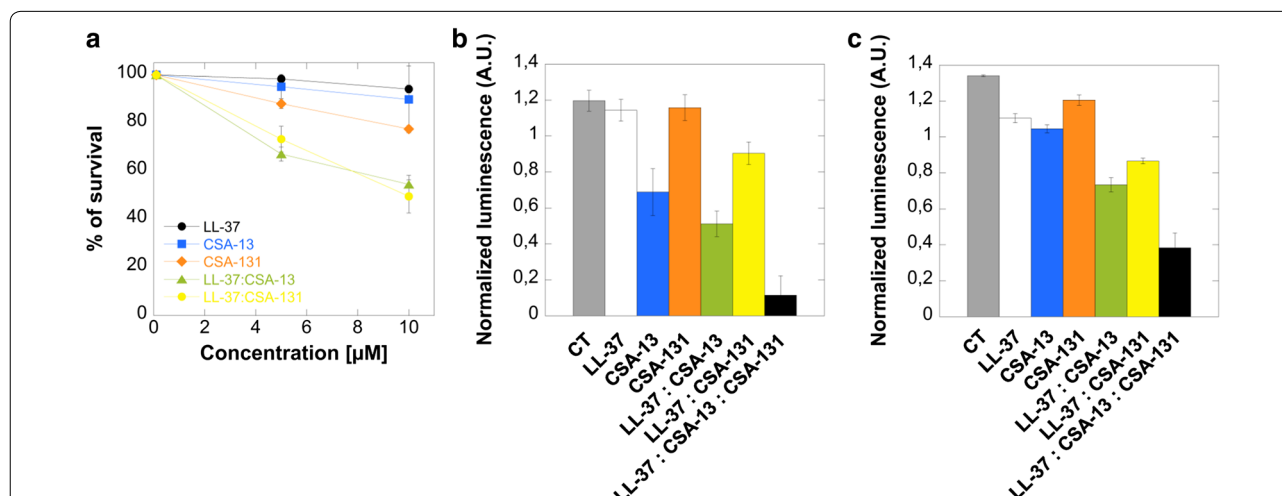 a
% of survival
100
80
60
40
20
0
LL-37
CSA-13
CSA-131
LL-37:CSA-13
LL-37:CSA-131
0 2 4 6 8 10
Concentration [µM]
b
Normalized luminescence (A.U.)
1,4
1,2
1
0,8
0,6
0,4
0,2
0
CT
LL-37
CSA-13
CSA-131
LL-37 : CSA-13
LL-37 : CSA-131
LL-37 : CSA-13 : CSA-131
c
Normalized luminescence (A.U.)
1,4
1,2
1
0,8
0,6
0,4
0,2
0
CT
LL-37
CSA-13
CSA-131
LL-37 : CSA-13
LL-37 : CSA-131
LL-37 : CSA-13 : CSA-131